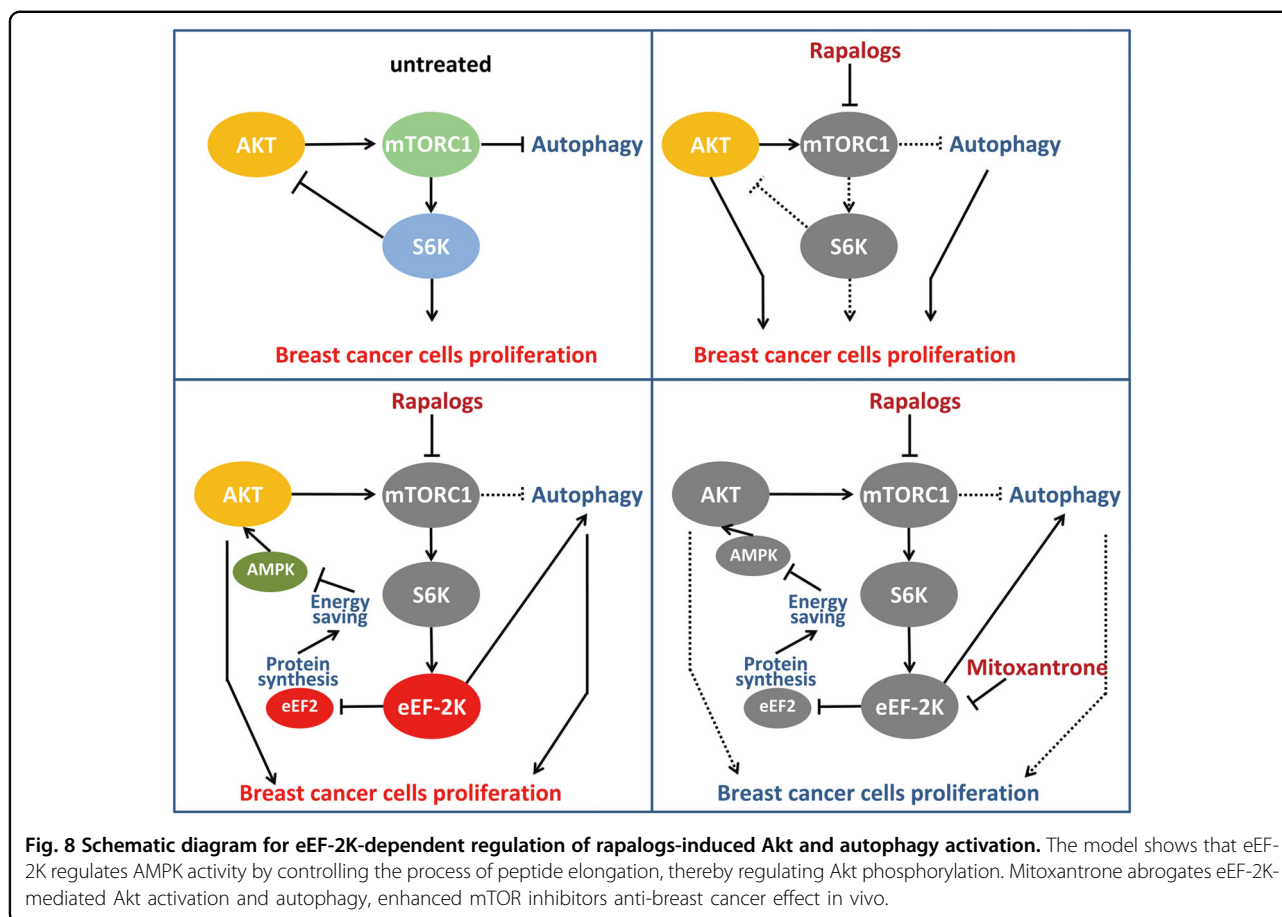 untreated
AKT
mTORC1
Autophagy
S6K
Breast cancer cells proliferation
Rapalogs
AKT
mTORC1
Autophagy
S6K
Breast cancer cells proliferation
Rapalogs
AKT
mTORC1
Autophagy
AMPK
S6K
Energy
saving
Protein
synthesis
eEF2
eEF-2K
Breast cancer cells proliferation
Rapalogs
AKT
mTORC1
Autophagy
AMPK
S6K
Energy
saving
Protein
synthesis
Mitoxantrone
eEF2
eEF-2K
Breast cancer cells proliferation
Fig. 8 Schematic diagram for eEF-2K-dependent regulation of rapalogs-induced Akt and autophagy activation. The model shows that eEF-
2K regulates AMPK activity by controlling the process of peptide elongation, thereby regulating Akt phosphorylation. Mitoxantrone abrogates eEF-2K-
mediated Akt activation and autophagy, enhanced mTOR inhibitors anti-breast cancer effect in vivo.